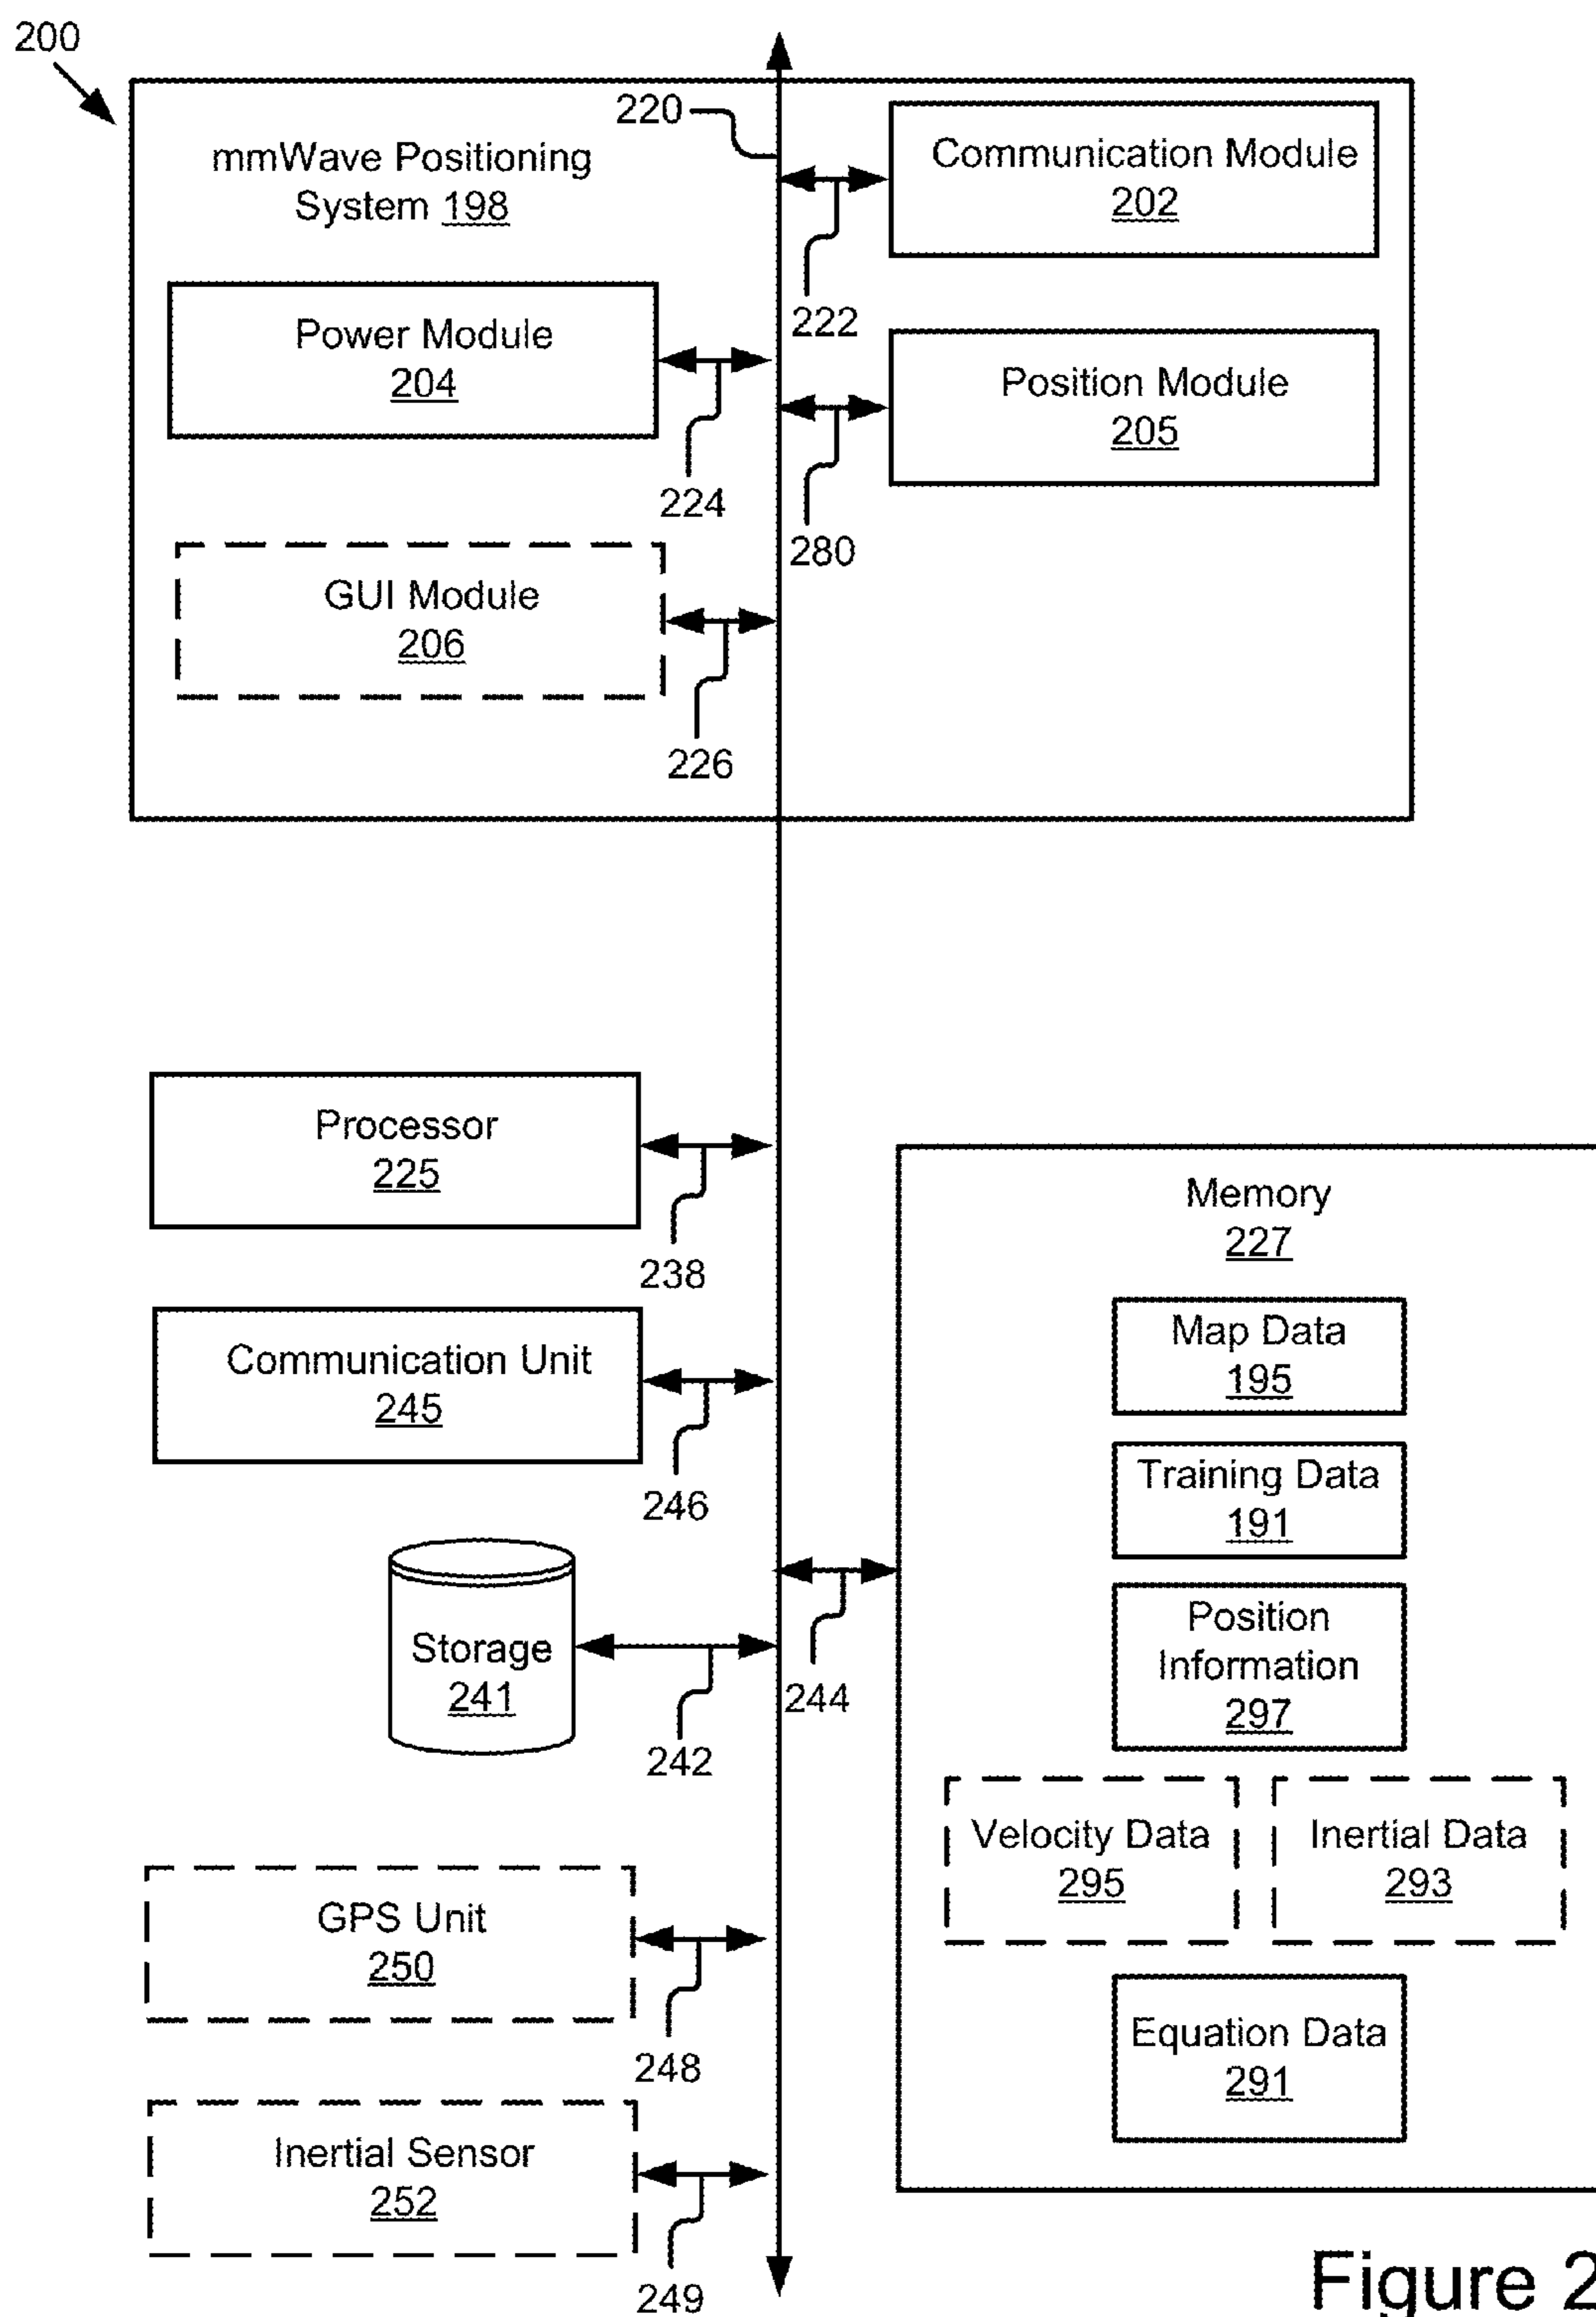 200
220
mmWave Positioning
System 198
Communication Module
202
222
Power Module
204
224
Position Module
205
280
GUI Module
206
226
Processor
225
238
Communication Unit
245
246
Storage
241
242
244
GPS Unit
250
248
Inertial Sensor
252
249
Memory
227
Map Data
195
Training Data
191
Position
Information
297
Velocity Data
295
Inertial Data
293
Equation Data
291
Figure 2